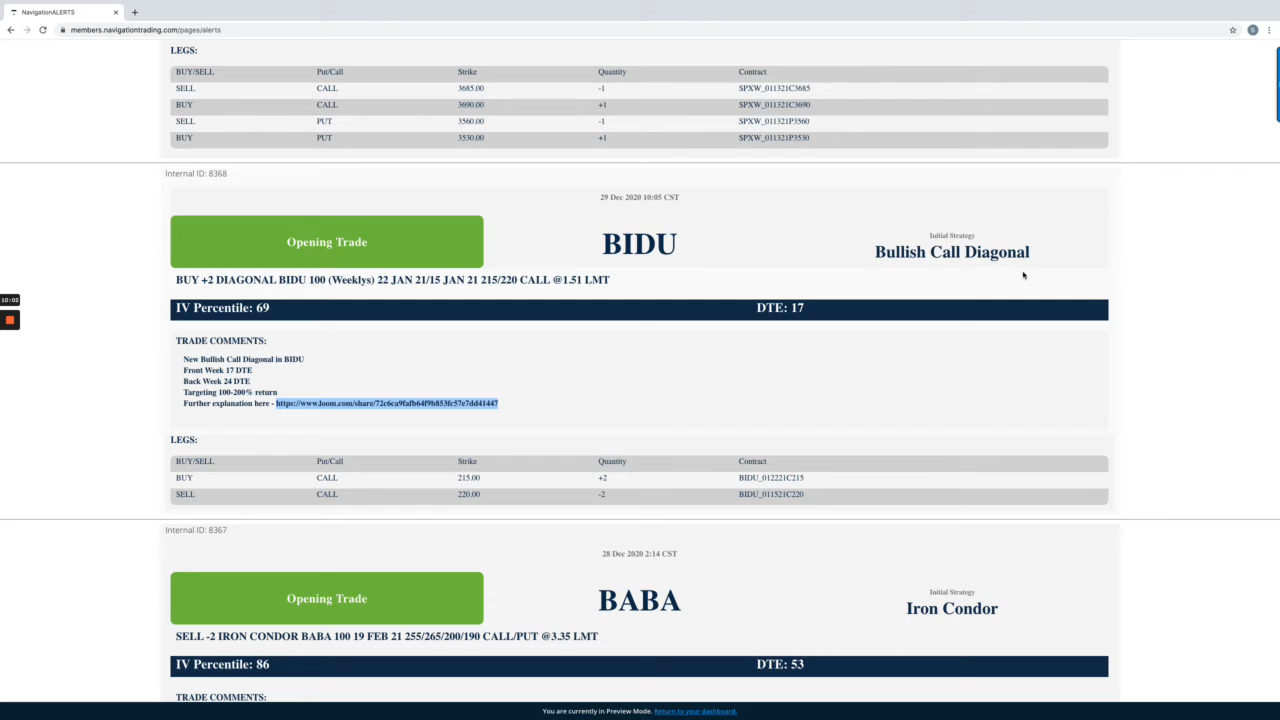 NavigationALERTS
members.navigationtrading.com/pages/alerts
LEGS:
BUY/SELL Put/Call Strike Quantity Contract
SELL CALL 3685.00 -1 SPXW_011321C3685
BUY CALL 3690.00 +1 SPXW_011321C3690
SELL PUT 3560.00 -1 SPXW_011321P3560
BUY PUT 3530.00 +1 SPXW_011321P3530
Internal ID: 8368
29 Dec 2020 10:05 CST
Opening Trade
BIDU
Initial Strategy
Bullish Call Diagonal
BUY +2 DIAGONAL BIDU 100 (Weeklys) 22 JAN 21/15 JAN 21 215/220 CALL @1.51 LMT
10:02
IV Percentile: 69 DTE: 17
TRADE COMMENTS:
New Bullish Call Diagonal in BIDU
Front Week 17 DTE
Back Week 24 DTE
Targeting 100-200% return
Further explanation here - https://www.loom.com/share/72c6ca9fafb64f9b853fc57e7dd41447
LEGS:
BUY/SELL Put/Call Strike Quantity Contract
BUY CALL 215.00 +2 BIDU_012221C215
SELL CALL 220.00 -2 BIDU_011521C220
Internal ID: 8367
28 Dec 2020 2:14 CST
Opening Trade
BABA
Initial Strategy
Iron Condor
SELL -2 IRON CONDOR BABA 100 19 FEB 21 255/265/200/190 CALL/PUT @3.35 LMT
IV Percentile: 86 DTE: 53
TRADE COMMENTS:
You are currently in Preview Mode. Return to your dashboard.